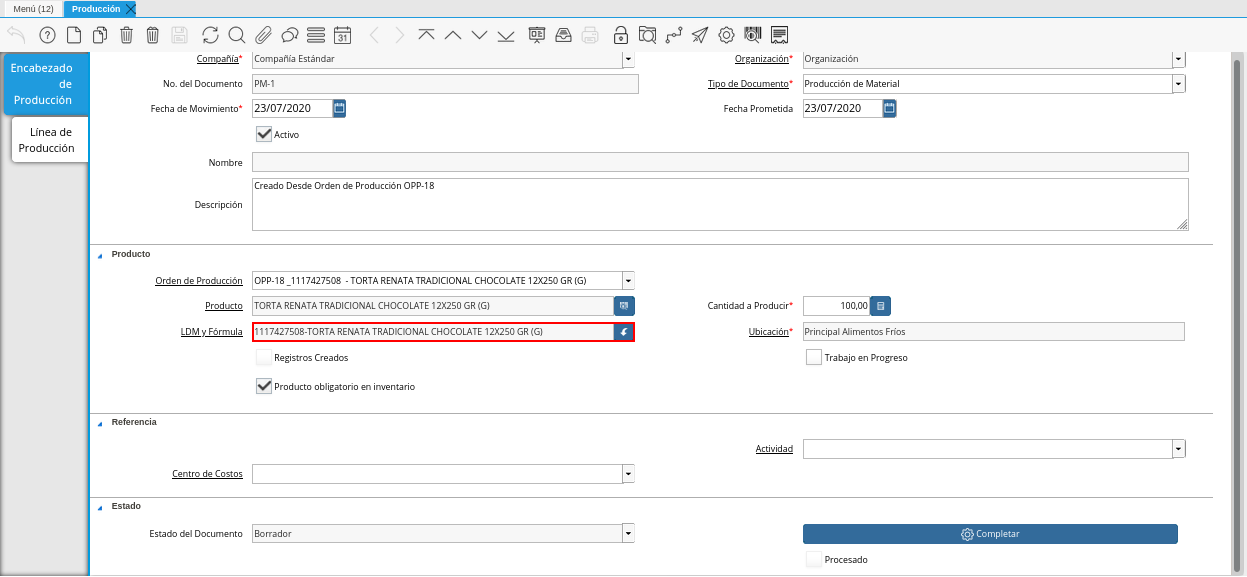 Menú (12) Producción
31
Encabezado de Producción
Línea de Producción
Compañía* Compañía Estándar Organización* Organización
No. del Documento PM-1 Tipo de Documento* Producción de Material
Fecha de Movimiento* 23/07/2020 Fecha Prometida 23/07/2020
Activo
Nombre
Descripción Creado Desde Orden de Producción OPP-18
Producto
Orden de Producción OPP-18 _1117427508 - TORTA RENATA TRADICIONAL CHOCOLATE 12X250 GR (G)
Producto TORTA RENATA TRADICIONAL CHOCOLATE 12X250 GR (G) Cantidad a Producir* 100,00
LDM y Fórmula 1117427508-TORTA RENATA TRADICIONAL CHOCOLATE 12X250 GR (G) Ubicación* Principal Alimentos Fríos
Registros Creados Trabajo en Progreso
Producto obligatorio en inventario
Referencia
Actividad
Centro de Costos
Estado
Estado del Documento Borrador Completar
Procesado